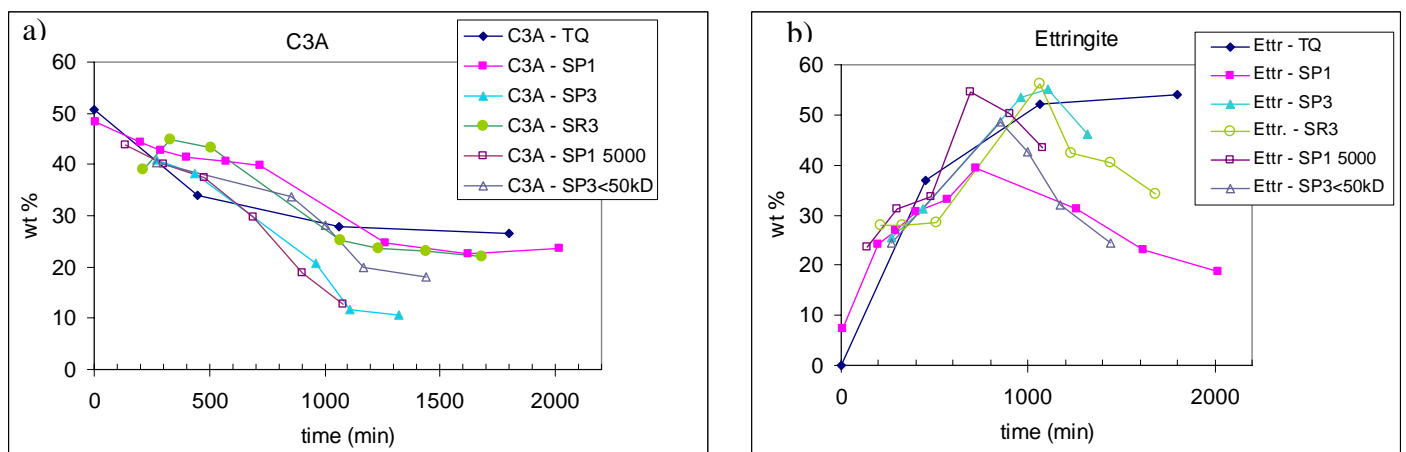 a)
C3A
C3A - TQ
C3A - SP1
C3A - SP3
C3A - SR3
C3A - SP1 5000
C3A - SP3<50kD
60
50
40
30
20
10
0
wt %
0 500 1000 1500 2000
time (min)
b)
Ettringite
Ettr - TQ
Ettr - SP1
Ettr - SP3
Ettr. - SR3
Ettr - SP1 5000
Ettr - SP3<50kD
60
50
40
30
20
10
0
wt %
0 1000 2000
time (min)